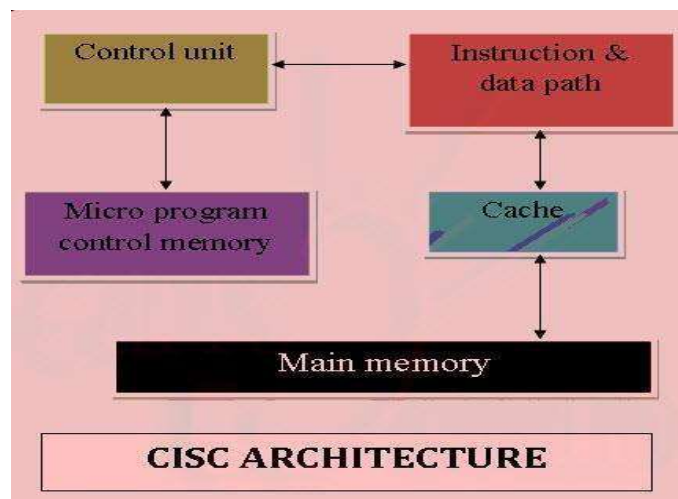 Control unit
Instruction &
data path
Micro program
control memory
Cache
Main memory
CISC ARCHITECTURE